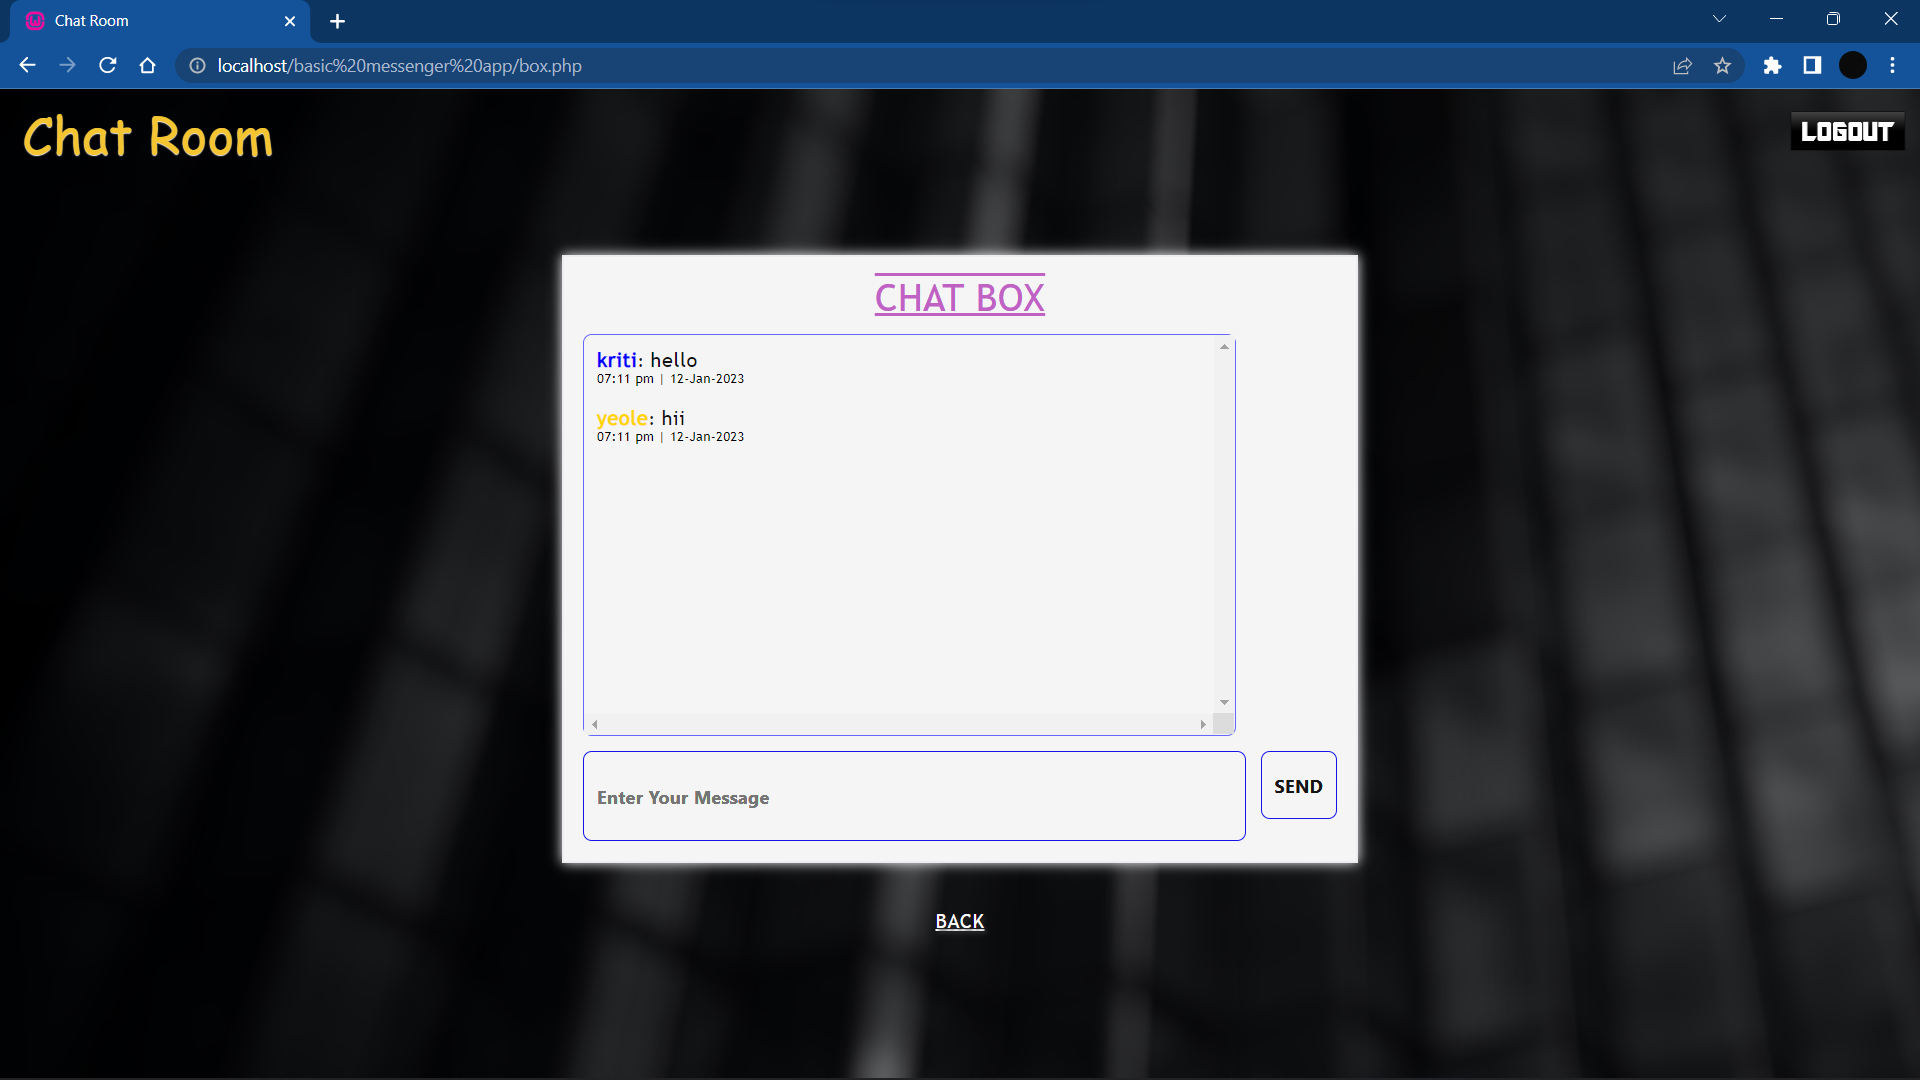 Chat Room
localhost/basic%20messenger%20app/box.php
Chat Room
LOGOUT
CHAT BOX
kriti: hello
07:11 pm | 12-Jan-2023
yeole: hii
07:11 pm | 12-Jan-2023
Enter Your Message
SEND
BACK